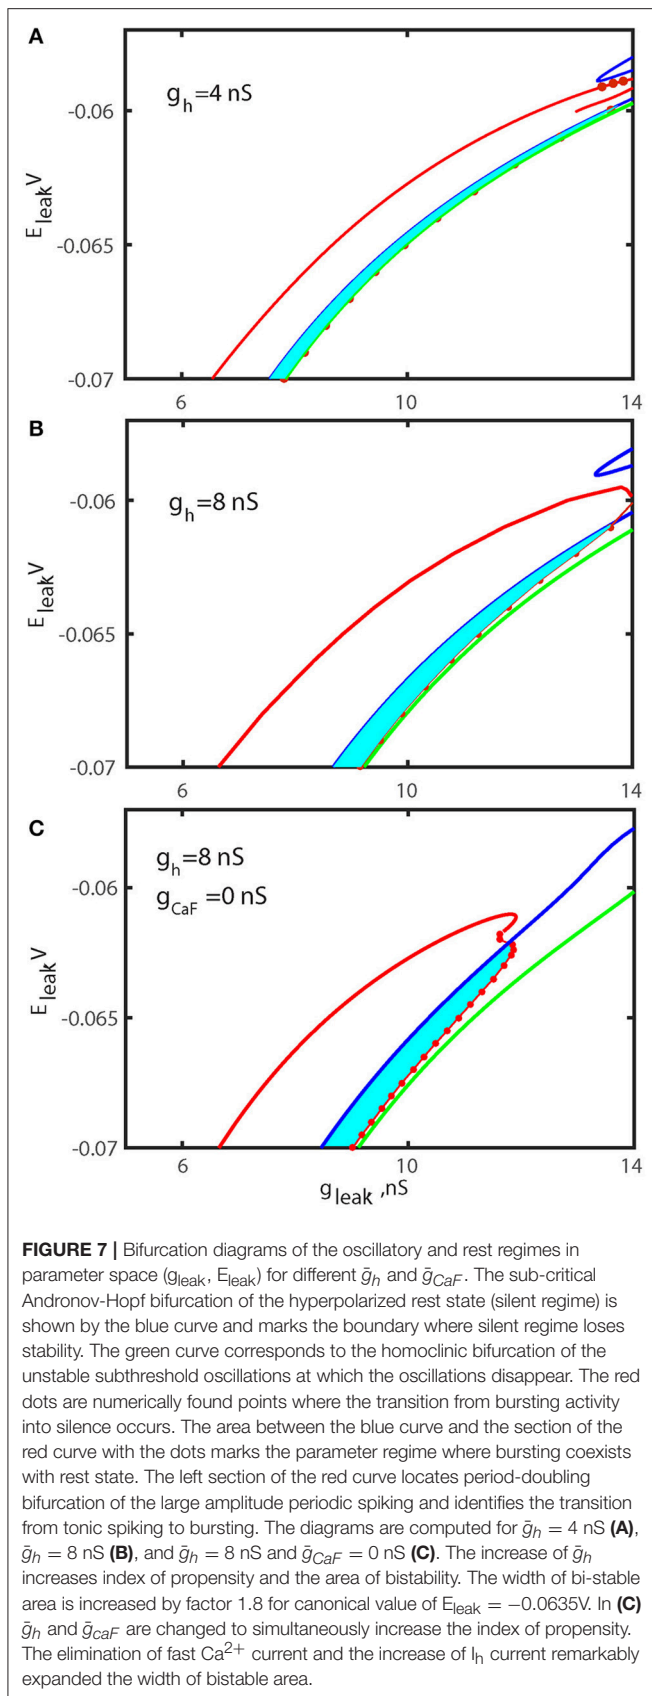 A
g_h=4 nS
-0.06
E_leak V
-0.065
-0.07
6 10 14
B
g_h=8 nS
-0.06
E_leak V
-0.065
-0.07
6 10 14
C
g_h=8 nS
g_CaF =0 nS
-0.06
E_leak V
-0.065
-0.07
6 10 14
g_leak ,nS
FIGURE 7 | Bifurcation diagrams of the oscillatory and rest regimes in
parameter space (g_leak, E_leak) for different ḡ_h and ḡ_CaF. The sub-critical
Andronov-Hopf bifurcation of the hyperpolarized rest state (silent regime) is
shown by the blue curve and marks the boundary where silent regime loses
stability. The green curve corresponds to the homoclinic bifurcation of the
unstable subthreshold oscillations at which the oscillations disappear. The red
dots are numerically found points where the transition from bursting activity
into silence occurs. The area between the blue curve and the section of the
red curve with the dots marks the parameter regime where bursting coexists
with rest state. The left section of the red curve locates period-doubling
bifurcation of the large amplitude periodic spiking and identifies the transition
from tonic spiking to bursting. The diagrams are computed for ḡ_h = 4 nS (A),
ḡ_h = 8 nS (B), and ḡ_h = 8 nS and ḡ_CaF = 0 nS (C). The increase of ḡ_h
increases index of propensity and the area of bistability. The width of bi-stable
area is increased by factor 1.8 for canonical value of E_leak = −0.0635V. In (C)
ḡ_h and ḡ_caF are changed to simultaneously increase the index of propensity.
The elimination of fast Ca²⁺ current and the increase of I_h current remarkably
expanded the width of bistable area.